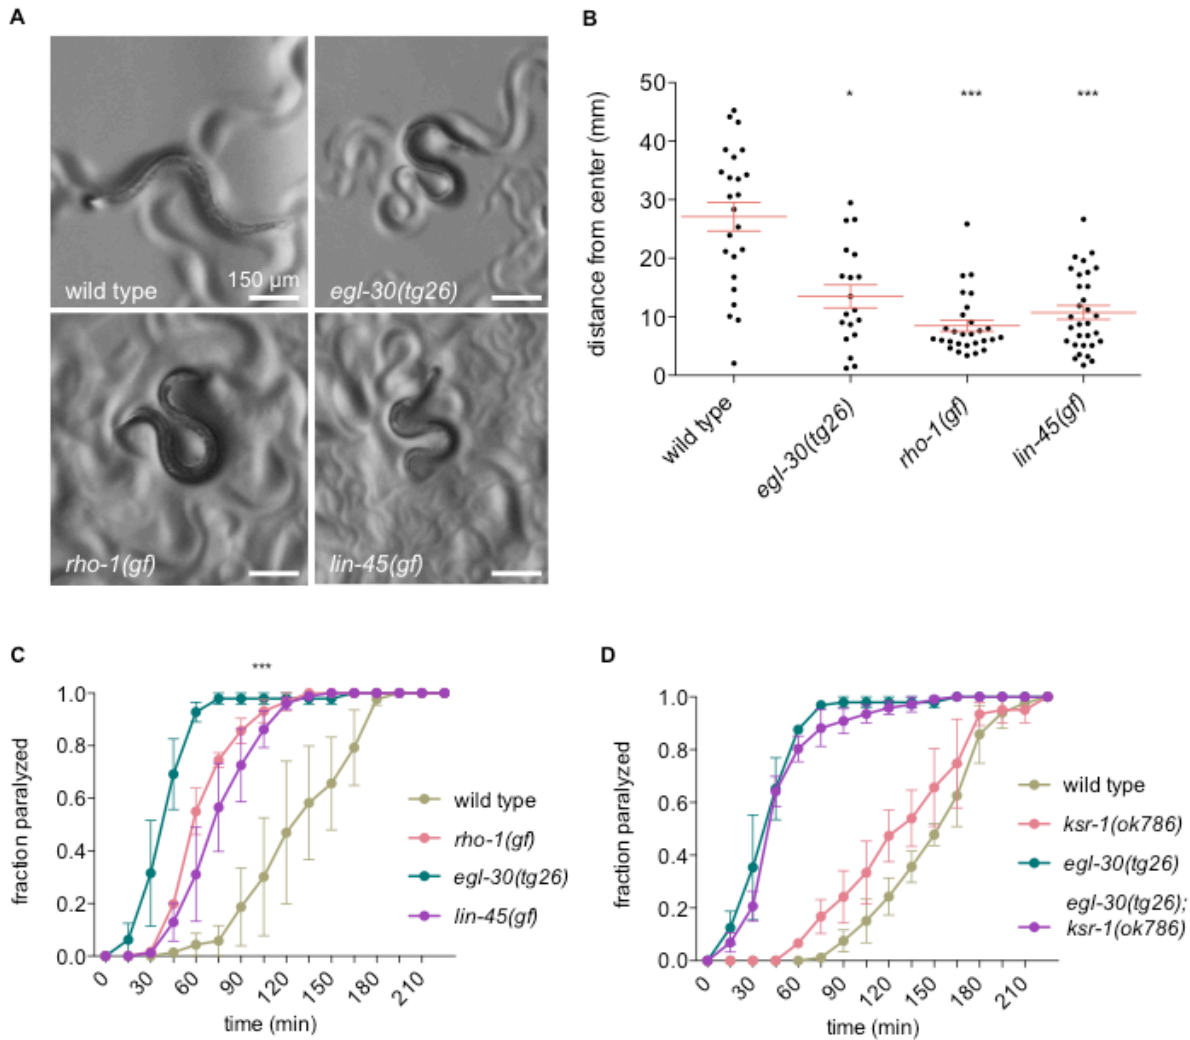 A
wild type
150 µm
egl-30(tg26)
rho-1(gf)
lin-45(gf)
B
distance from center (mm)
50
40
30
20
10
0
*
***
***
wild type
egl-30(tg26)
rho-1(gf)
lin-45(gf)
C
***
fraction paralyzed
1.0
0.8
0.6
0.4
0.2
0.0
0
30
60
90
120
150
180
210
time (min)
wild type
rho-1(gf)
egl-30(tg26)
lin-45(gf)
D
fraction paralyzed
1.0
0.8
0.6
0.4
0.2
0.0
0
30
60
90
120
150
180
210
time (min)
wild type
ksr-1(ok786)
egl-30(tg26)
egl-30(tg26);
ksr-1(ok786)